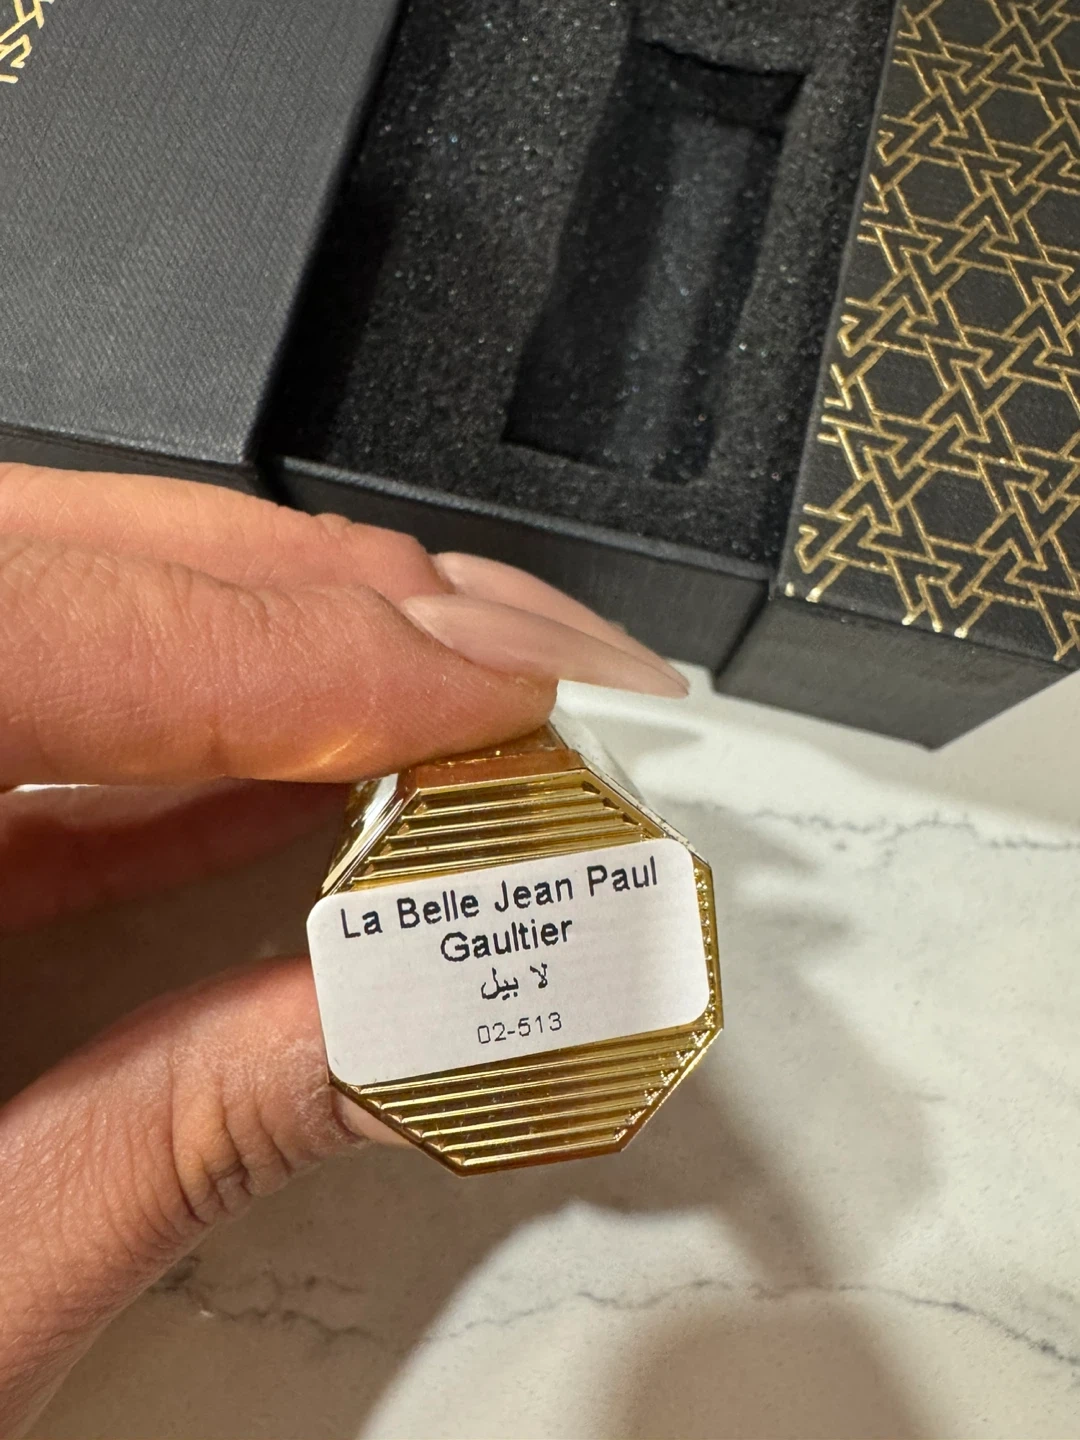 La Belle Jean Paul
Gaultier
لا بيل
02-513